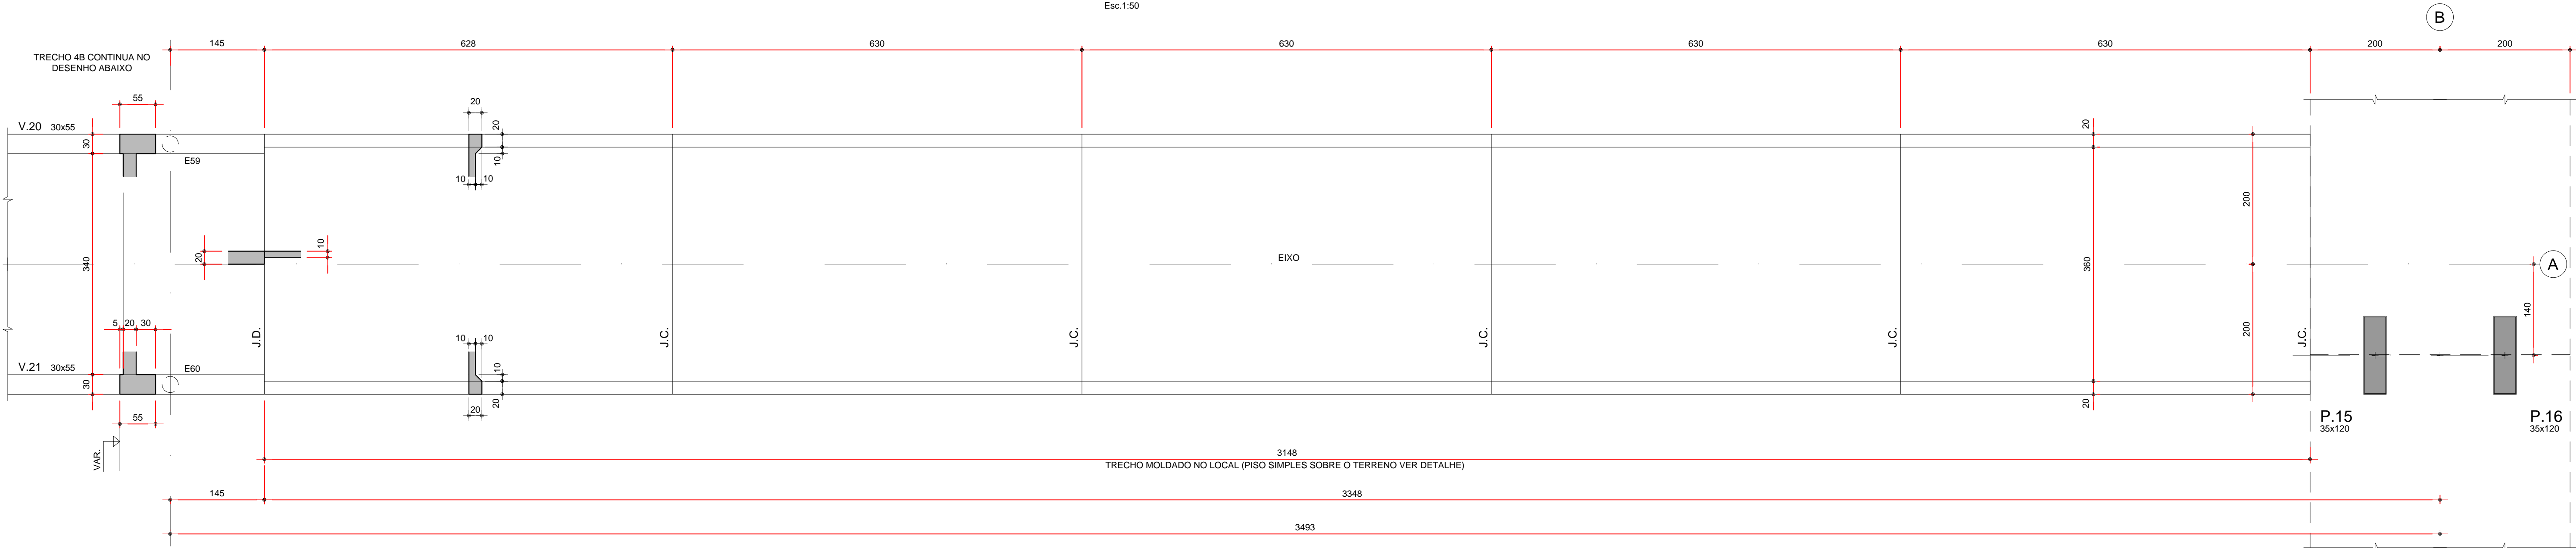 Esc.1:50
B
145
628
630
630
630
630
200
200
TRECHO 4B CONTINUA NO
DESENHO ABAIXO
55
20
V.20 30x55
30
20
20
E59
10
10
10
200
20
10
340
EIXO
360
A
140
5 20 30
J.D.
10
10
J.C.
J.C.
J.C.
J.C.
J.C.
200
V.21 30x55
E60
10
30
20
20
20
55
P.15
35x120
P.16
35x120
VAR.
3148
TRECHO MOLDADO NO LOCAL (PISO SIMPLES SOBRE O TERRENO VER DETALHE)
145
3348
3493